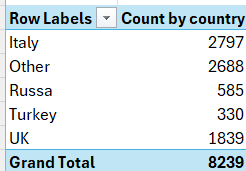 Row Labels Count by country
Italy 2797
Other 2688
Russa 585
Turkey 330
UK 1839
Grand Total 8239